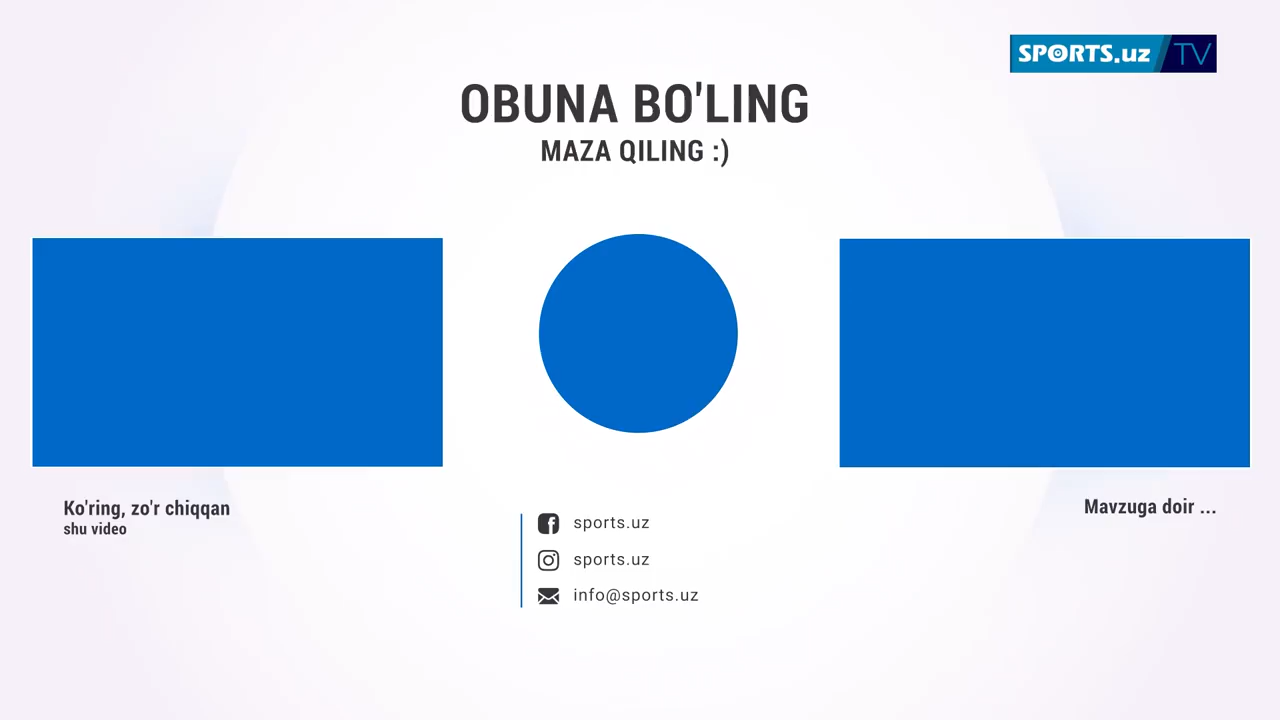 SPORTS.uz TV
OBUNA BO'LING
MAZA QILING :)
Ko'ring, zo'r chiqqan
shu video
Mavzuga doir ...
sports.uz
sports.uz
info@sports.uz